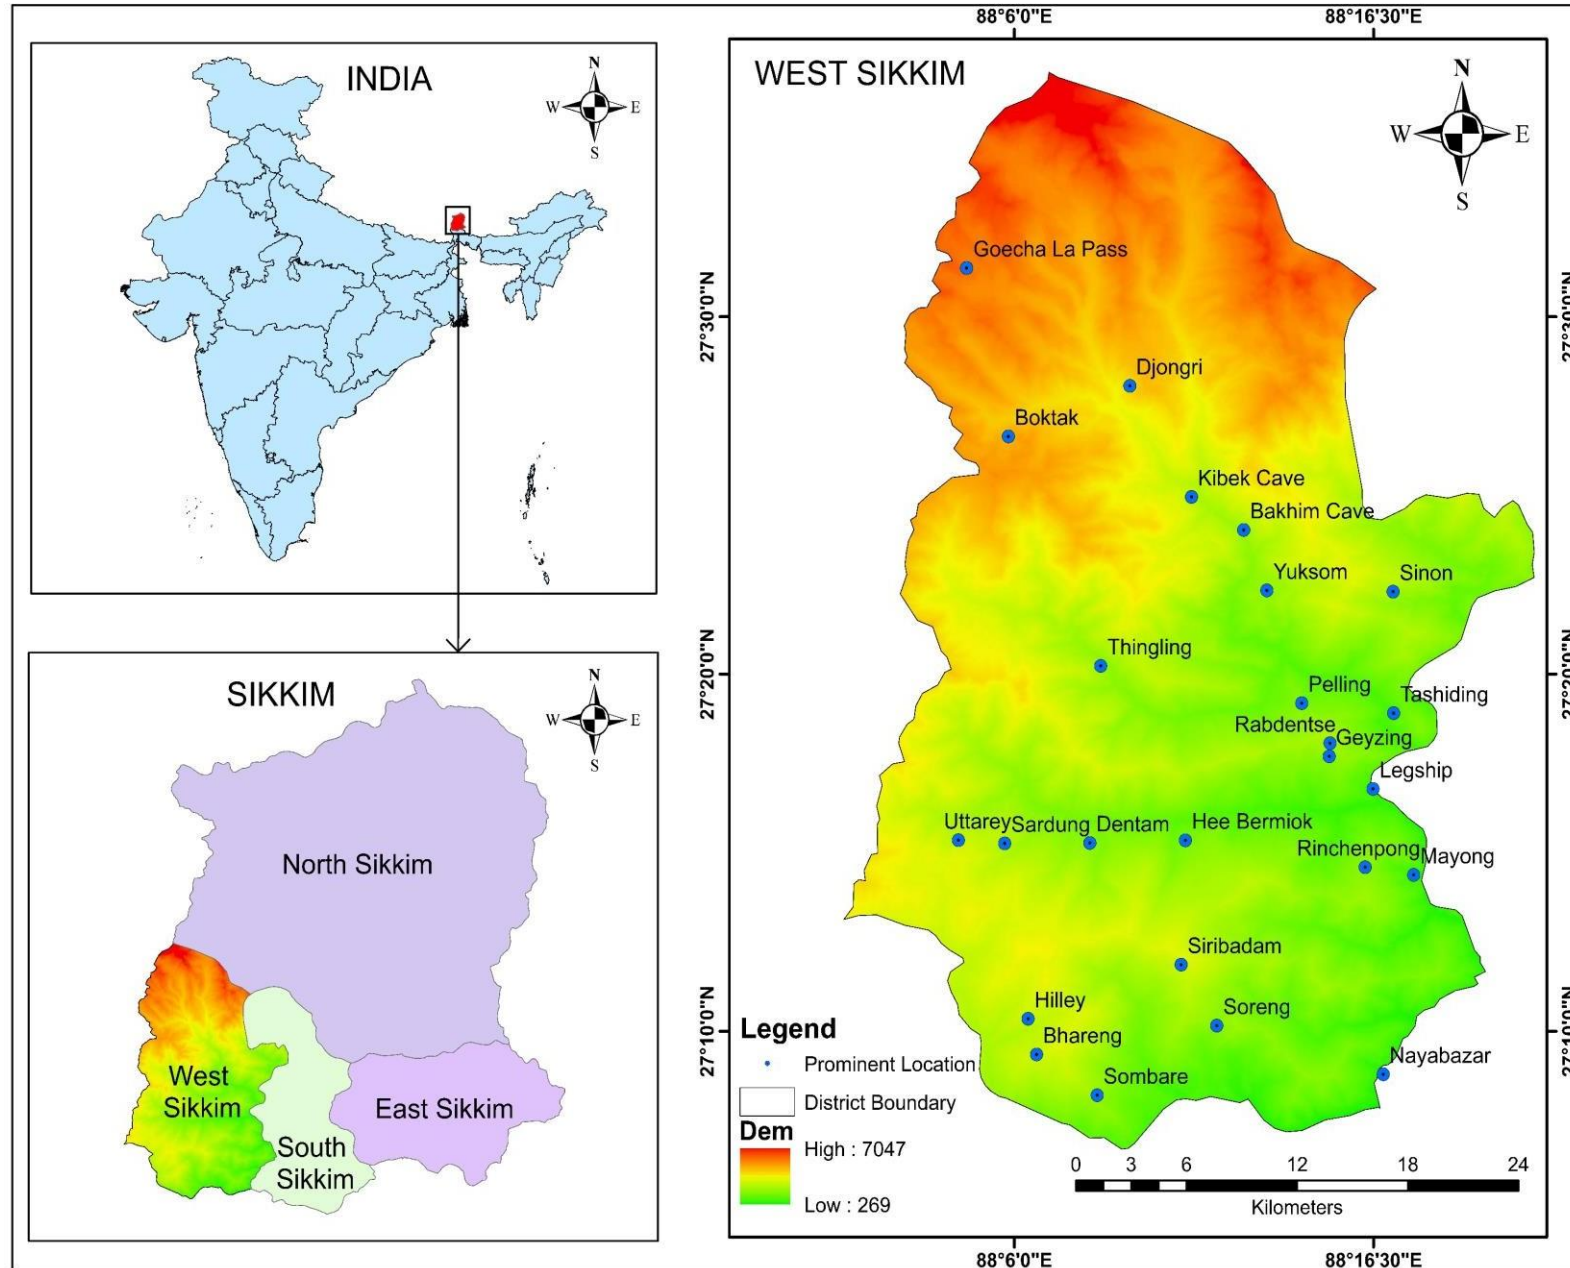 INDIA
N
W
E
S
SIKKIM
N
W
E
S
North Sikkim
West
Sikkim
East Sikkim
South
Sikkim
88°6'0"E
88°16'30"E
WEST SIKKIM
N
W
E
S
27°30'0"N
27°30'0"N
27°20'0"N
27°20'0"N
27°10'0"N
27°10'0"N
Goecha La Pass
Djongri
Boktak
Kibek Cave
Bakhim Cave
Yuksom
Sinon
Thingling
Pelling
Tashiding
Rabdentse
Geyzing
Legship
Uttarey
Sardung
Dentam
Hee Bermiok
Rinchenpong
Mayong
Siribadam
Hilley
Soreng
Bhareng
Nayabazar
Sombare
Legend
Prominent Location
District Boundary
Dem
High : 7047
Low : 269
0 3 6 12 18 24
Kilometers
88°6'0"E
88°16'30"E